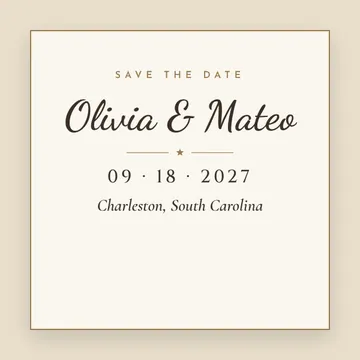 SAVE THE DATE
Olivia & Mateo
09 · 18 · 2027
Charleston, South Carolina